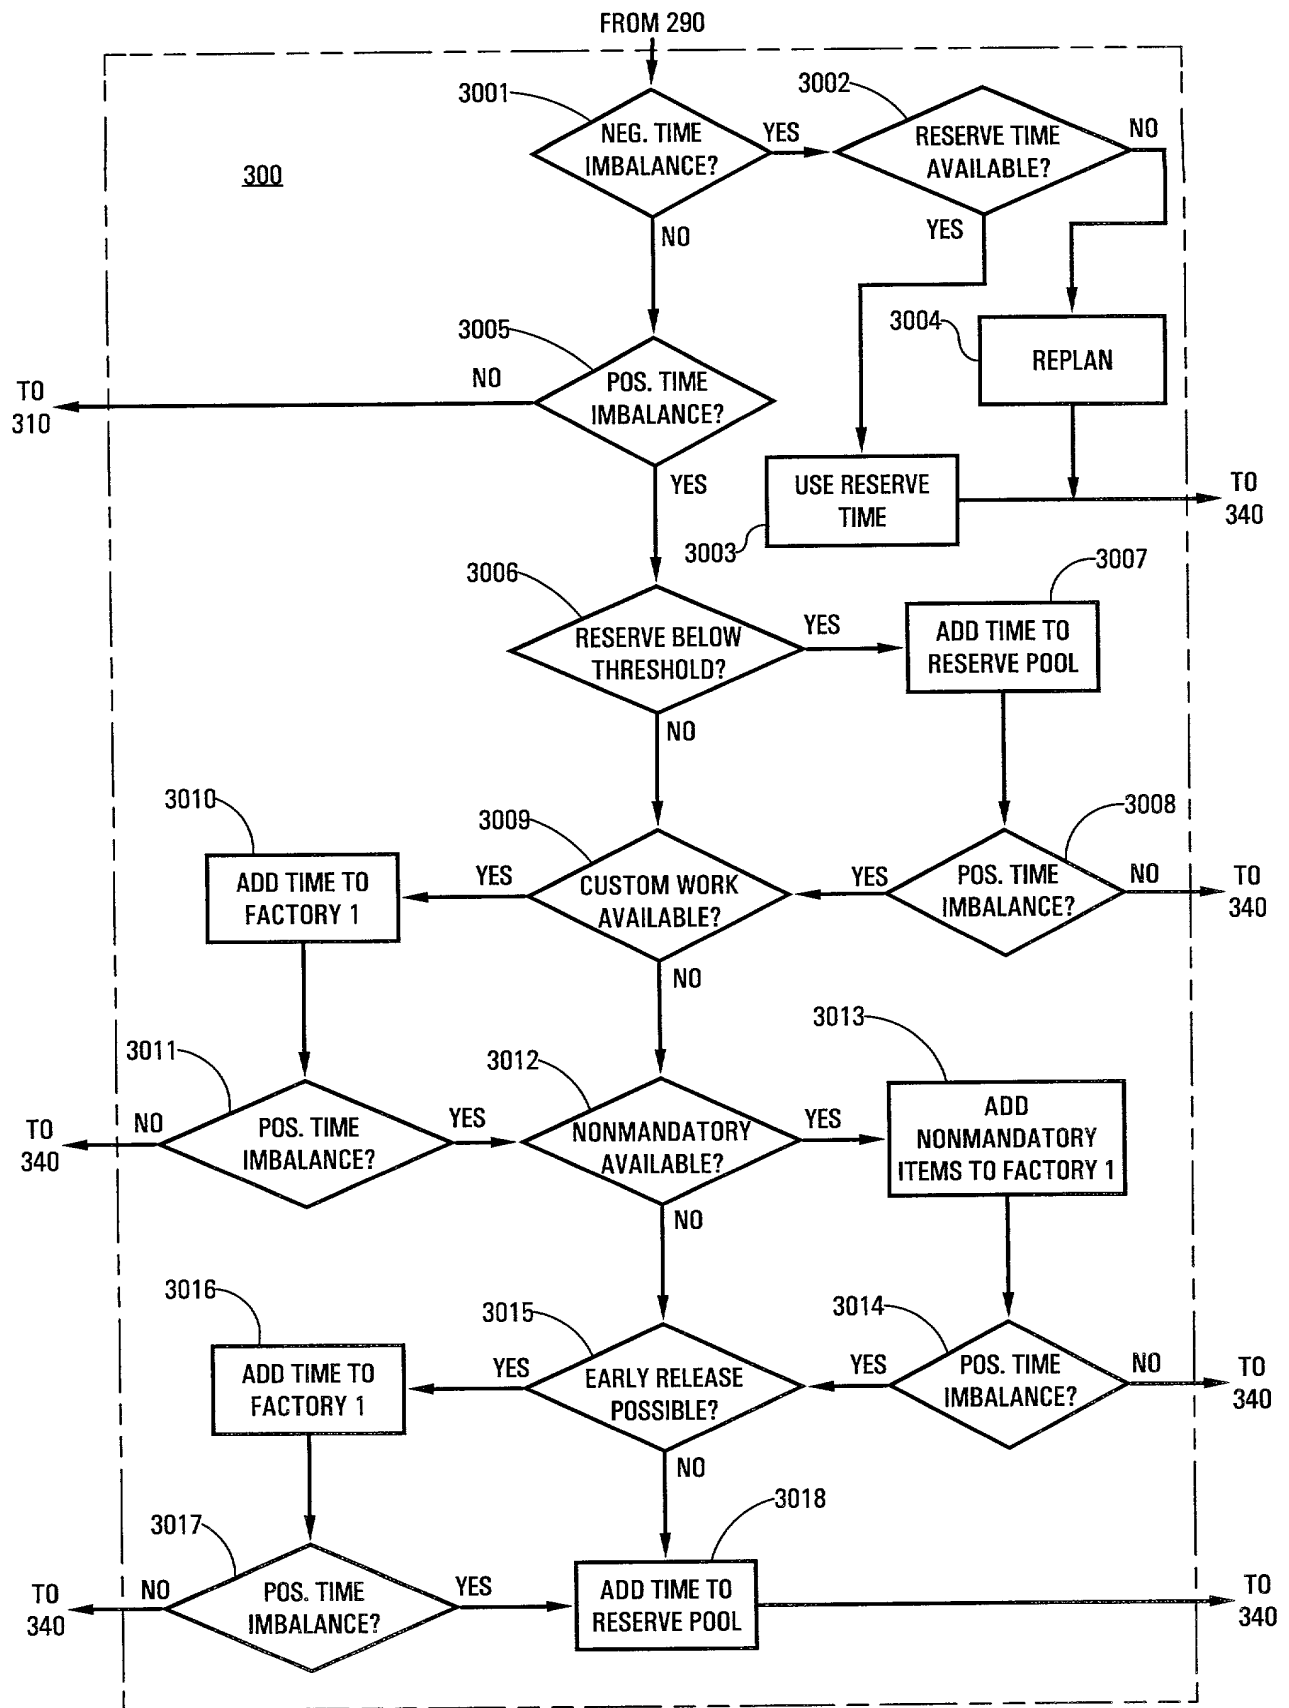 FROM 290
3001
NEG. TIME
IMBALANCE?
YES
NO
3002
RESERVE TIME
AVAILABLE?
NO
YES
300
3004
REPLAN
3005
POS. TIME
IMBALANCE?
NO
TO
310
YES
USE RESERVE
TIME
3003
TO
340
3006
RESERVE BELOW
THRESHOLD?
YES
NO
3007
ADD TIME TO
RESERVE POOL
3008
POS. TIME
IMBALANCE?
YES
NO
TO
340
3009
CUSTOM WORK
AVAILABLE?
YES
NO
3010
ADD TIME TO
FACTORY 1
3011
POS. TIME
IMBALANCE?
NO
TO
340
YES
3012
NONMANDATORY
AVAILABLE?
YES
NO
3013
ADD
NONMANDATORY
ITEMS TO FACTORY 1
3014
POS. TIME
IMBALANCE?
YES
NO
TO
340
3015
EARLY RELEASE
POSSIBLE?
YES
NO
3016
ADD TIME TO
FACTORY 1
3017
POS. TIME
IMBALANCE?
NO
TO
340
YES
3018
ADD TIME TO
RESERVE POOL
TO
340